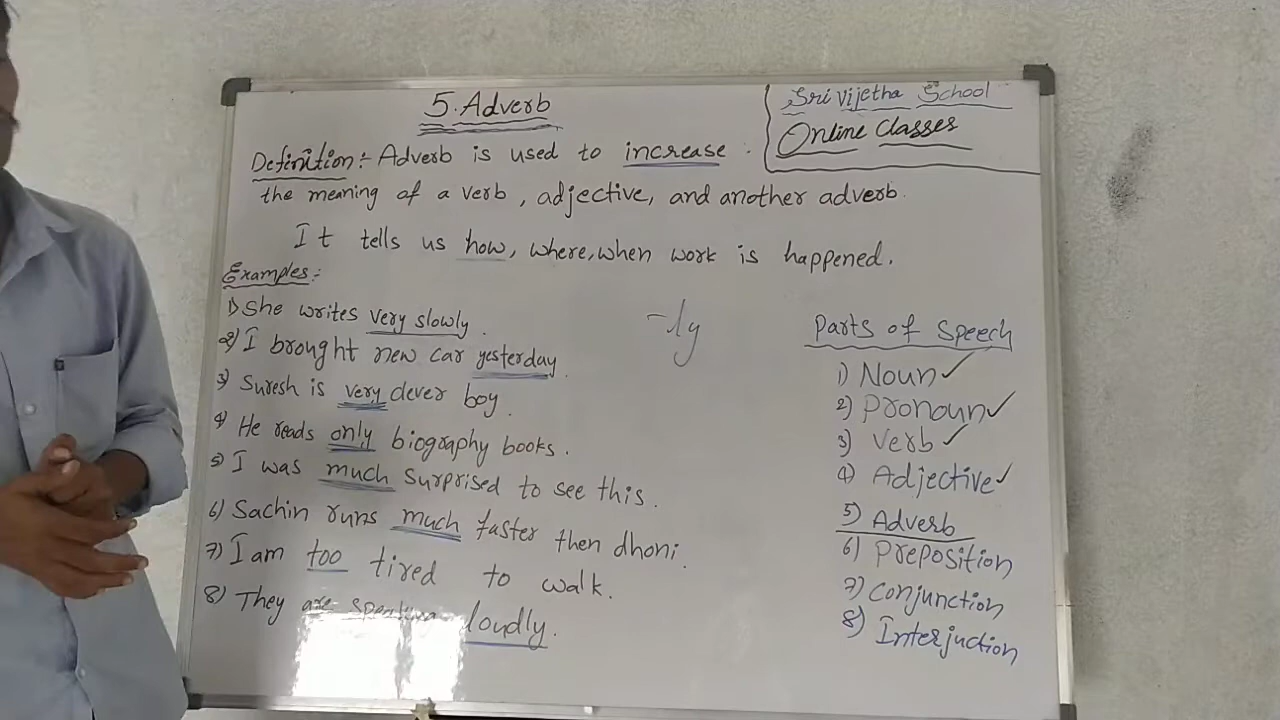 5. Adverb
Sri Vijetha School
Online Classes
Definition:- Adverb is used to increase
the meaning of a verb, adjective, and another adverb.
It tells us how, where, when work is happened.
Examples:-
1) She writes very slowly.
2) I brought new car yesterday.
3) Suresh is very clever boy.
4) He reads only biography books.
5) I was much surprised to see this.
6) Sachin runs much faster then dhoni.
7) I am too tired to walk.
8) They are speaking loudly.
-ly
Parts of Speech
1) Noun ✓
2) Pronoun ✓
3) Verb ✓
4) Adjective ✓
5) Adverb
6) Preposition
7) Conjunction
8) Interjuction